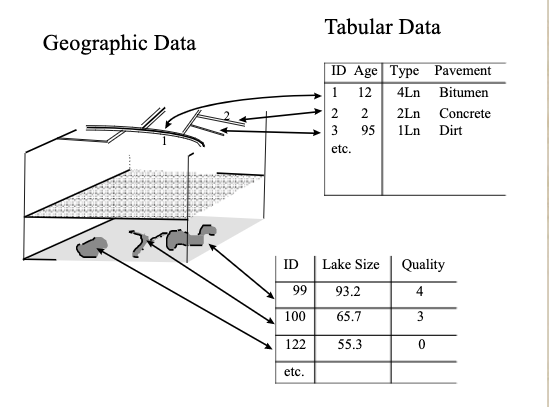 Geographic Data
Tabular Data
ID Age Type Pavement
1 12 4Ln Bitumen
2 2 2Ln Concrete
3 95 1Ln Dirt
etc.
2
1
ID Lake Size Quality
99 93.2 4
100 65.7 3
122 55.3 0
etc.